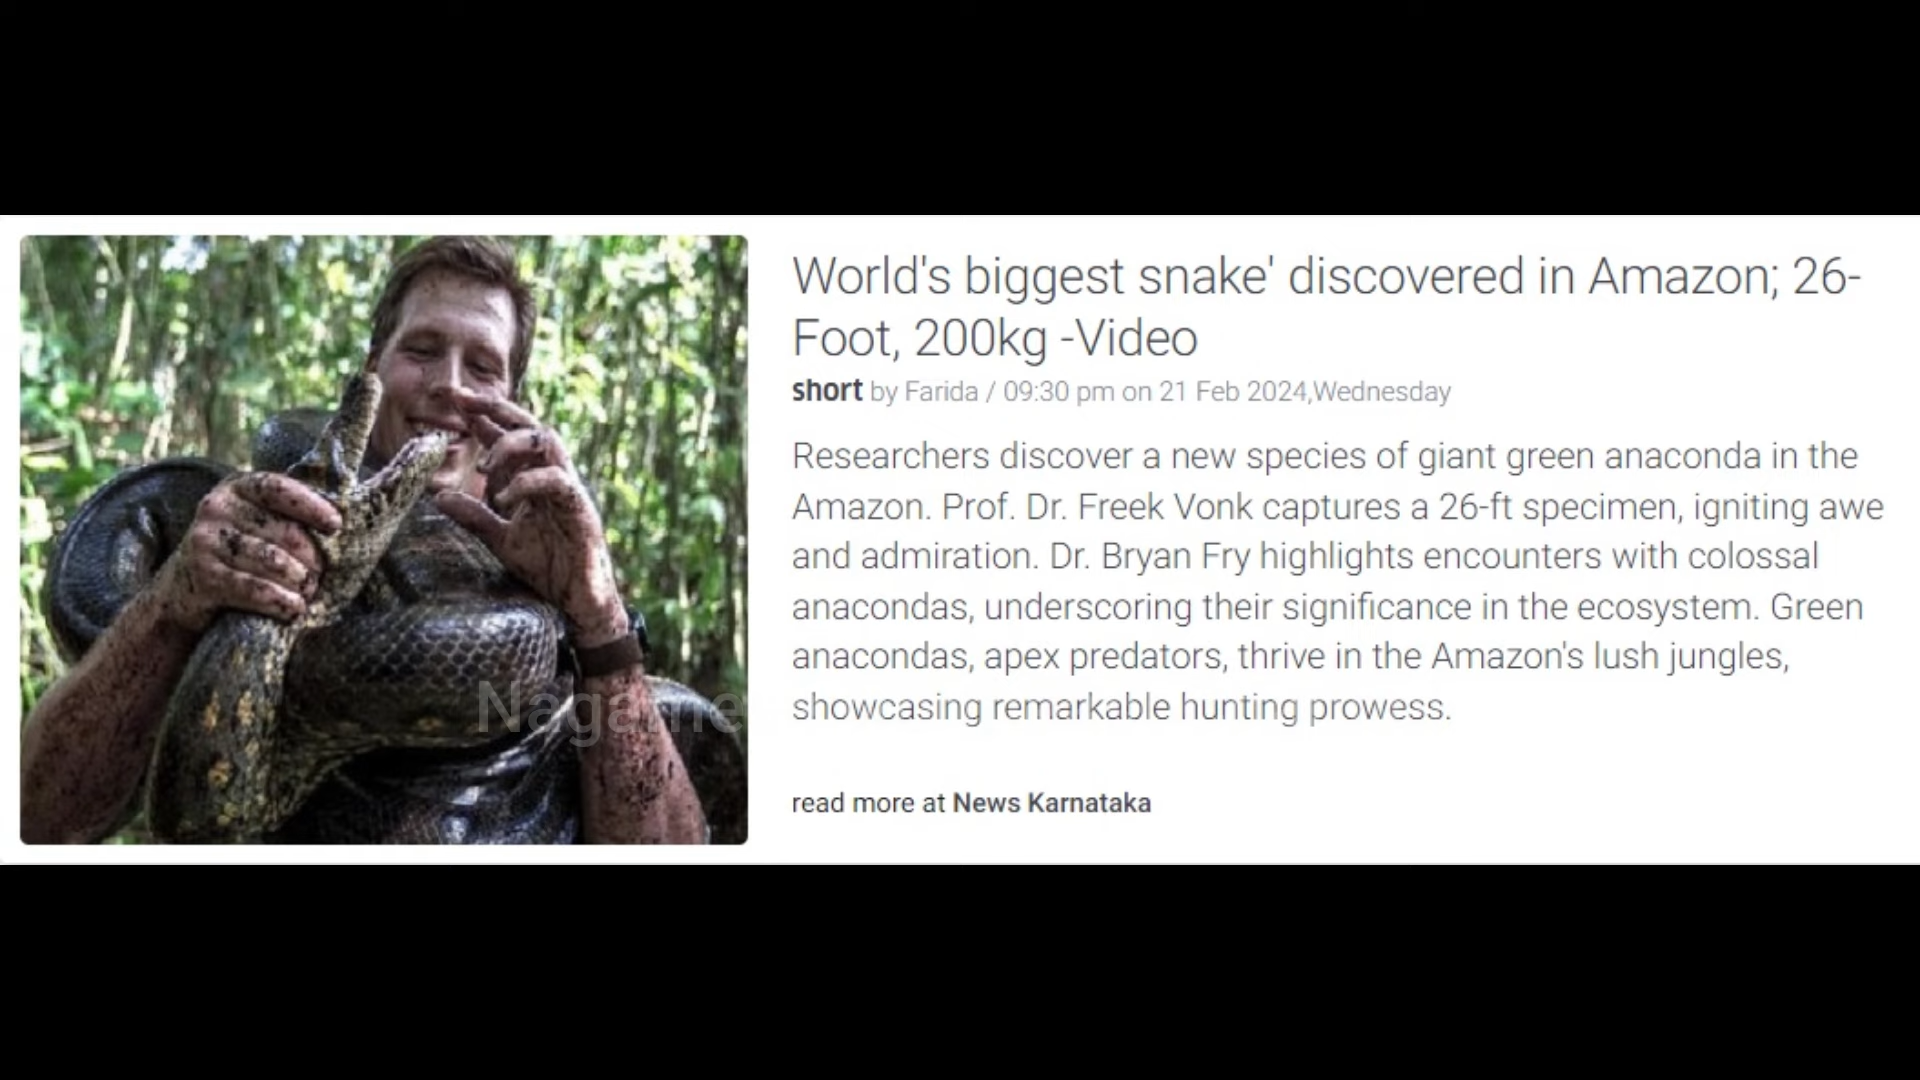 World's biggest snake' discovered in Amazon; 26-
Foot, 200kg -Video
short by Farida / 09:30 pm on 21 Feb 2024,Wednesday
Researchers discover a new species of giant green anaconda in the
Amazon. Prof. Dr. Freek Vonk captures a 26-ft specimen, igniting awe
and admiration. Dr. Bryan Fry highlights encounters with colossal
anacondas, underscoring their significance in the ecosystem. Green
anacondas, apex predators, thrive in the Amazon's lush jungles,
showcasing remarkable hunting prowess.
read more at News Karnataka